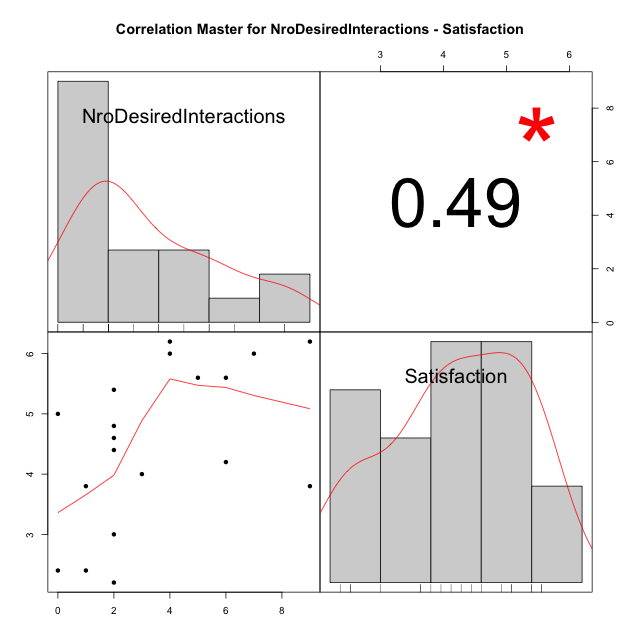 Correlation Master for NroDesiredInteractions - Satisfaction
3 4 5 6
NroDesiredInteractions
*
0.49
8
6
4
2
0
Satisfaction
6
5
4
3
0 2 4 6 8